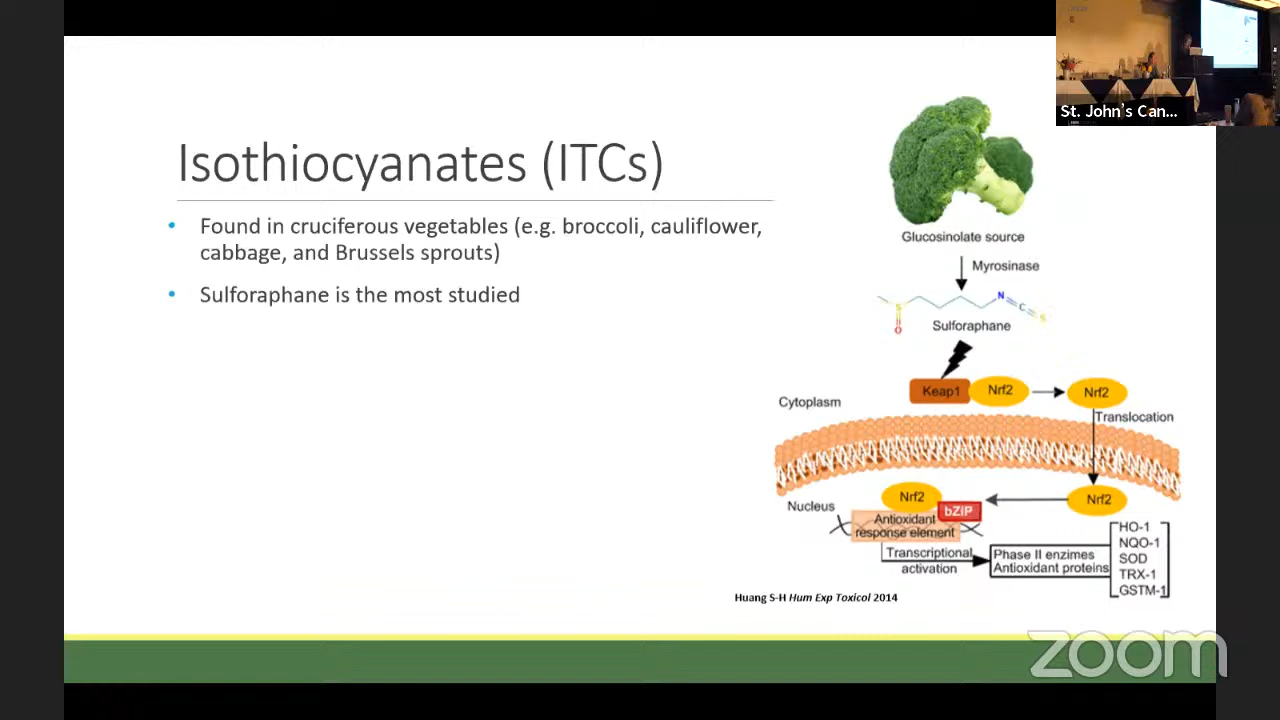 St. John's Can...
Isothiocyanates (ITCs)
• Found in cruciferous vegetables (e.g. broccoli, cauliflower,
cabbage, and Brussels sprouts)
• Sulforaphane is the most studied
Glucosinolate source
Myrosinase
N
C
S
S
O
Sulforaphane
Keap1
Nrf2
Nrf2
Cytoplasm
Translocation
Nucleus
Nrf2
Nrf2
bZIP
Antioxidant
response element
Transcriptional
activation
Phase II enzimes
Antioxidant proteins
HO-1
NQO-1
SOD
TRX-1
GSTM-1
Huang S-H Hum Exp Toxicol 2014
zoom